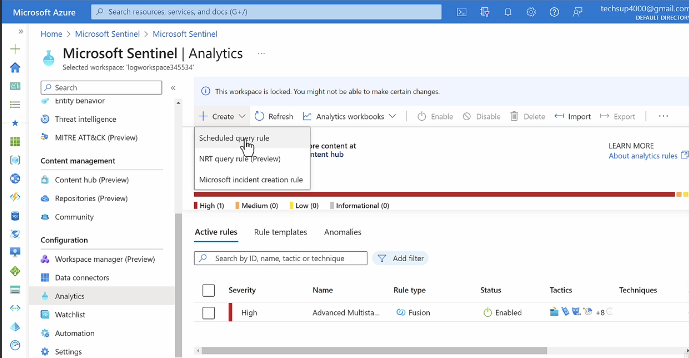 Microsoft Azure
Search resources, services, and docs (G+/)
techsup4000@gmail.com
DEFAULT DIRECTORY
Home > Microsoft Sentinel > Microsoft Sentinel
Microsoft Sentinel | Analytics ...
Selected workspace: 'logworkspace345534'
Search
Entity behavior
Threat intelligence
MITRE ATT&CK (Preview)
Content management
Content hub (Preview)
Repositories (Preview)
Community
Configuration
Workspace manager (Preview)
Data connectors
Analytics
Watchlist
Automation
Settings
This workspace is locked. You might not be able to make certain changes.
Create
Refresh
Analytics workbooks
Enable
Disable
Delete
Import
Export
...
Scheduled query rule
NRT query rule (Preview)
Microsoft incident creation rule
ore content at
ntent hub
LEARN MORE
About analytics rules
High (1)
Medium (0)
Low (0)
Informational (0)
Active rules
Rule templates
Anomalies
Search by ID, name, tactic or technique
Add filter
Severity
Name
Rule type
Status
Tactics
Techniques
High
Advanced Multista...
Fusion
Enabled
+8